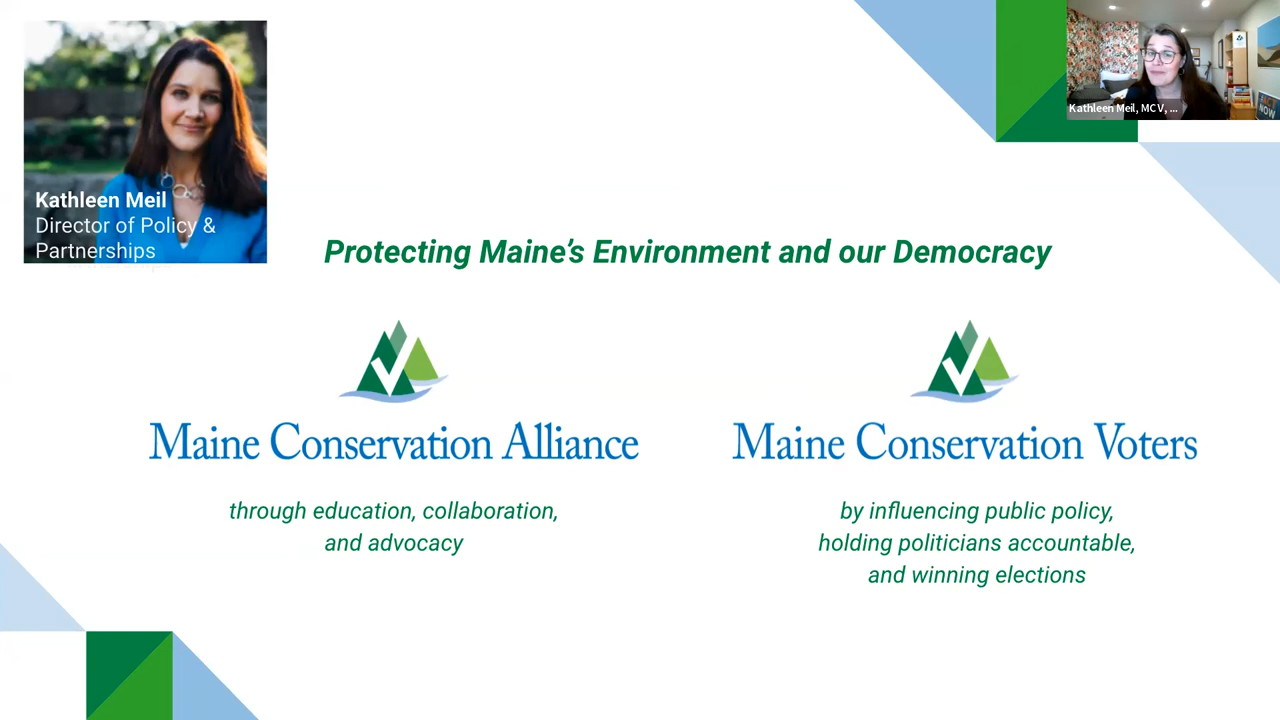 Kathleen Meil
Director of Policy &
Partnerships
Kathleen Meil, MCV, ...
NOW
Protecting Maine's Environment and our Democracy
Maine Conservation Alliance
through education, collaboration,
and advocacy
Maine Conservation Voters
by influencing public policy,
holding politicians accountable,
and winning elections